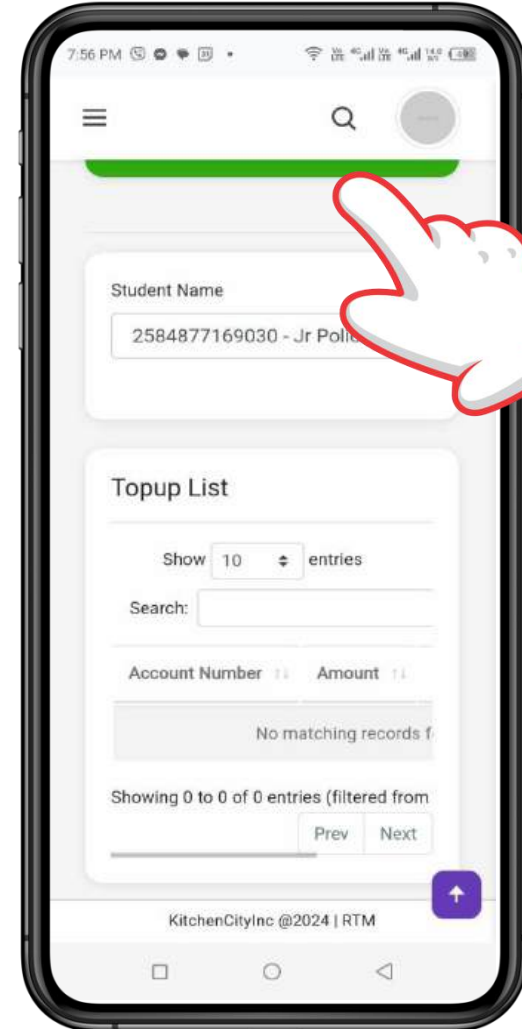 7:56 PM
Student Name
2584877169030 - Jr
Topup List
Show 10 entries
Search:
Account Number Amount
No matching records f
Showing 0 to 0 of 0 entries (filtered from
Prev Next
KitchenCityInc @2024 | RTM